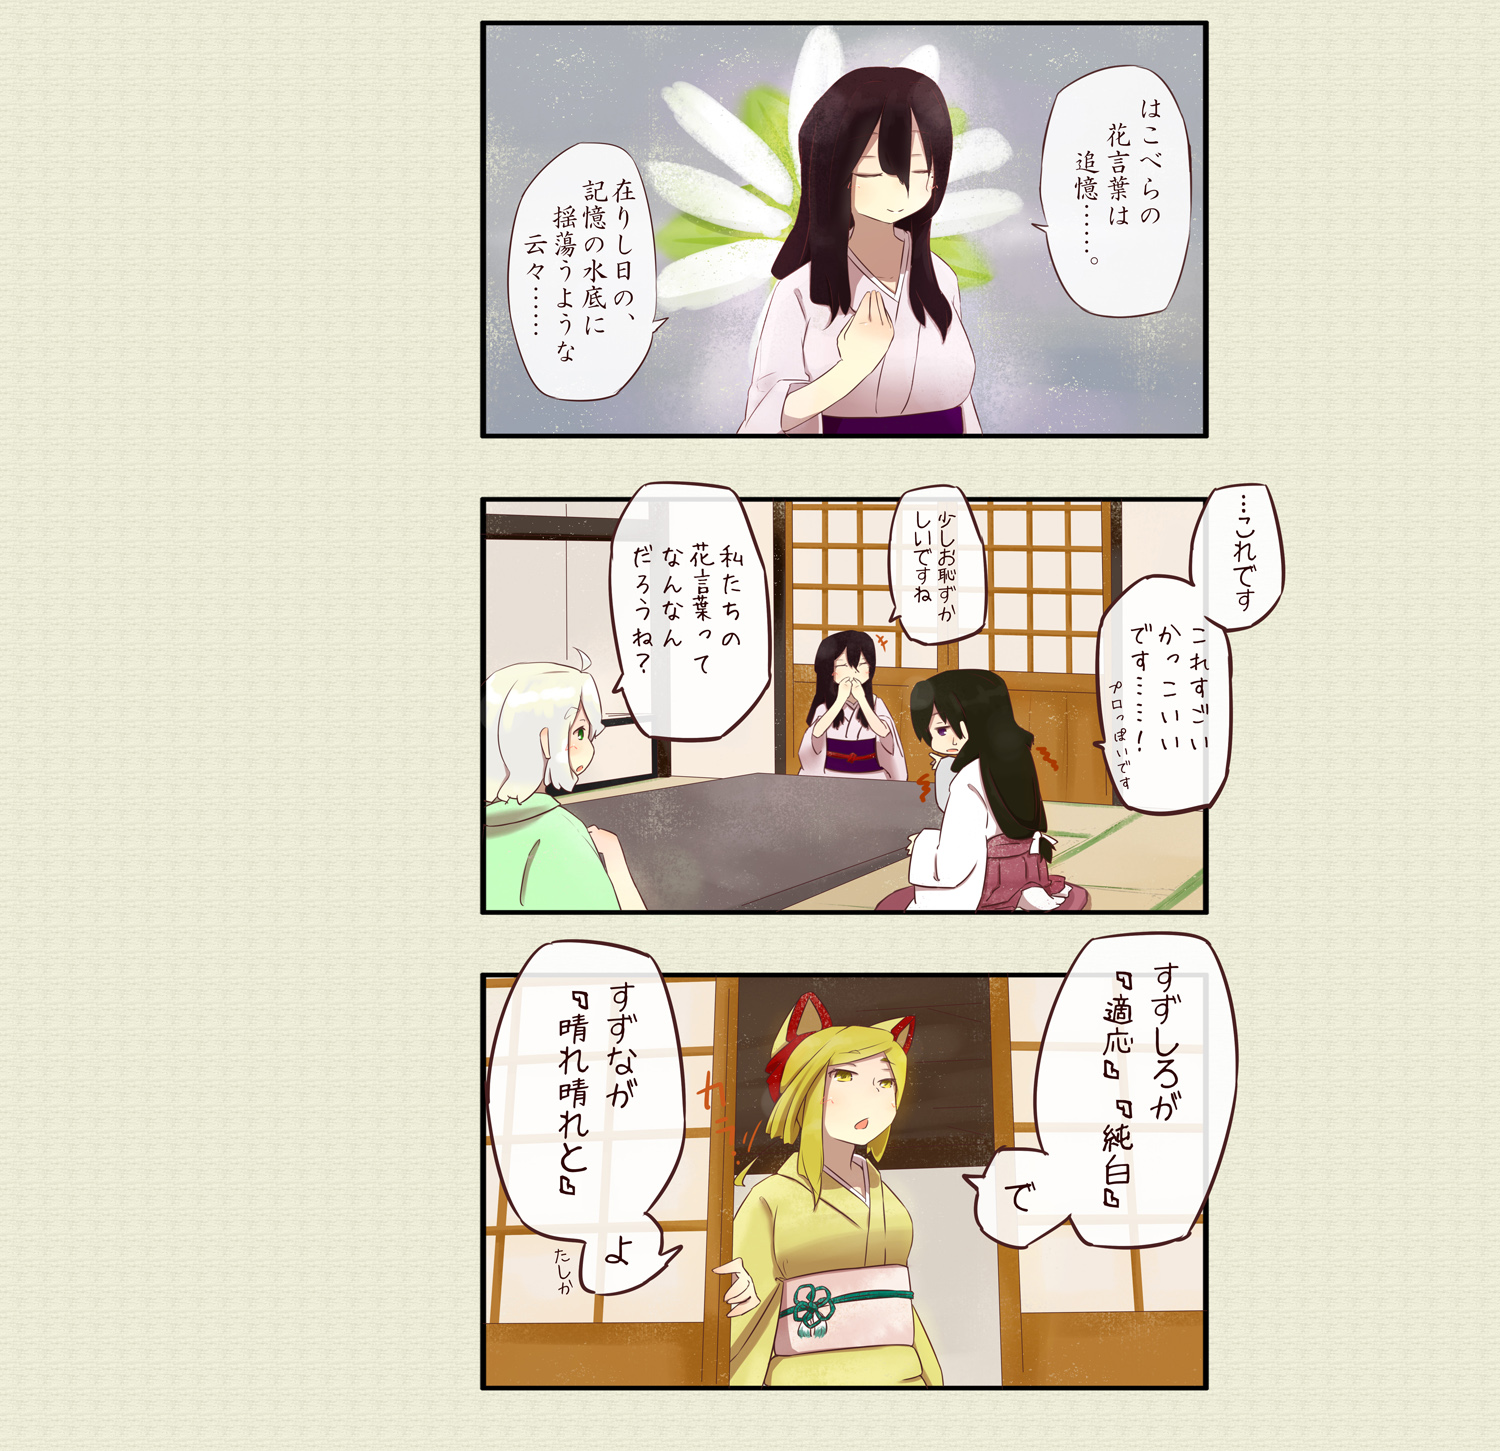 はこべらの
花言葉は
追憶………。
在りし日の、
記憶の水底に
揺蕩うような
云々……
…これです
これすごい
かっこいい
です……!
プロっぽいです
少しお恥ずか
しいですね
私たちの
花言葉って
なんなん
だろうね?
すずしろが
『適応』『純白』
で
すずなが
『晴れ晴れと』
よ
たしか
カラッ